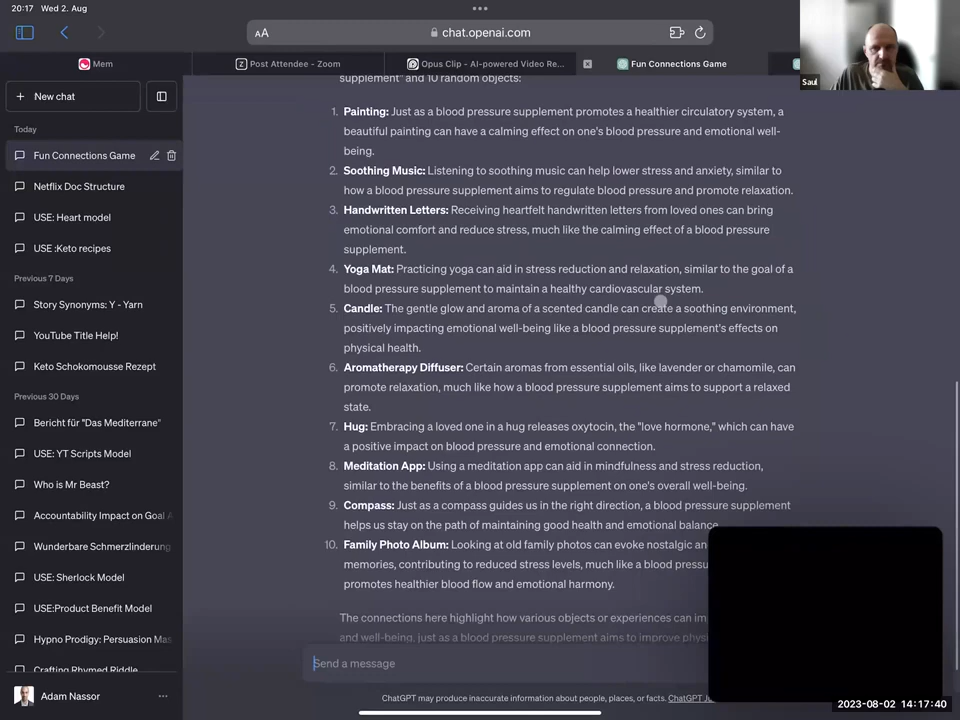 20:17 Wed 2. Aug
AA chat.openai.com
Mem
Post Attendee - Zoom
Opus Clip - AI-powered Video Re...
Fun Connections Game
Saul
New chat
Today
Fun Connections Game
Netflix Doc Structure
USE: Heart model
USE :Keto recipes
Previous 7 Days
Story Synonyms: Y - Yarn
YouTube Title Help!
Keto Schokomousse Rezept
Previous 30 Days
Bericht für "Das Mediterrane"
USE: YT Scripts Model
Who is Mr Beast?
Accountability Impact on Goal A
Wunderbare Schmerzlinderung
USE: Sherlock Model
USE:Product Benefit Model
Hypno Prodigy: Persuasion Mas
Crafting Rhymed Riddle
Adam Nassor
supplement" and 10 random objects:
1. Painting: Just as a blood pressure supplement promotes a healthier circulatory system, a
beautiful painting can have a calming effect on one's blood pressure and emotional well-
being.
2. Soothing Music: Listening to soothing music can help lower stress and anxiety, similar to
how a blood pressure supplement aims to regulate blood pressure and promote relaxation.
3. Handwritten Letters: Receiving heartfelt handwritten letters from loved ones can bring
emotional comfort and reduce stress, much like the calming effect of a blood pressure
supplement.
4. Yoga Mat: Practicing yoga can aid in stress reduction and relaxation, similar to the goal of a
blood pressure supplement to maintain a healthy cardiovascular system.
5. Candle: The gentle glow and aroma of a scented candle can create a soothing environment,
positively impacting emotional well-being like a blood pressure supplement's effects on
physical health.
6. Aromatherapy Diffuser: Certain aromas from essential oils, like lavender or chamomile, can
promote relaxation, much like how a blood pressure supplement aims to support a relaxed
state.
7. Hug: Embracing a loved one in a hug releases oxytocin, the "love hormone," which can have
a positive impact on blood pressure and emotional connection.
8. Meditation App: Using a meditation app can aid in mindfulness and stress reduction,
similar to the benefits of a blood pressure supplement on one's overall well-being.
9. Compass: Just as a compass guides us in the right direction, a blood pressure supplement
helps us stay on the path of maintaining good health and emotional balance.
10. Family Photo Album: Looking at old family photos can evoke nostalgic an
memories, contributing to reduced stress levels, much like a blood pressu
promotes healthier blood flow and emotional harmony.
The connections here highlight how various objects or experiences can im
and well-being, just as a blood pressure supplement aims to improve physi
Send a message
ChatGPT may produce inaccurate information about people, places, or facts. ChatGPT Ju
2023-08-02 14:17:40